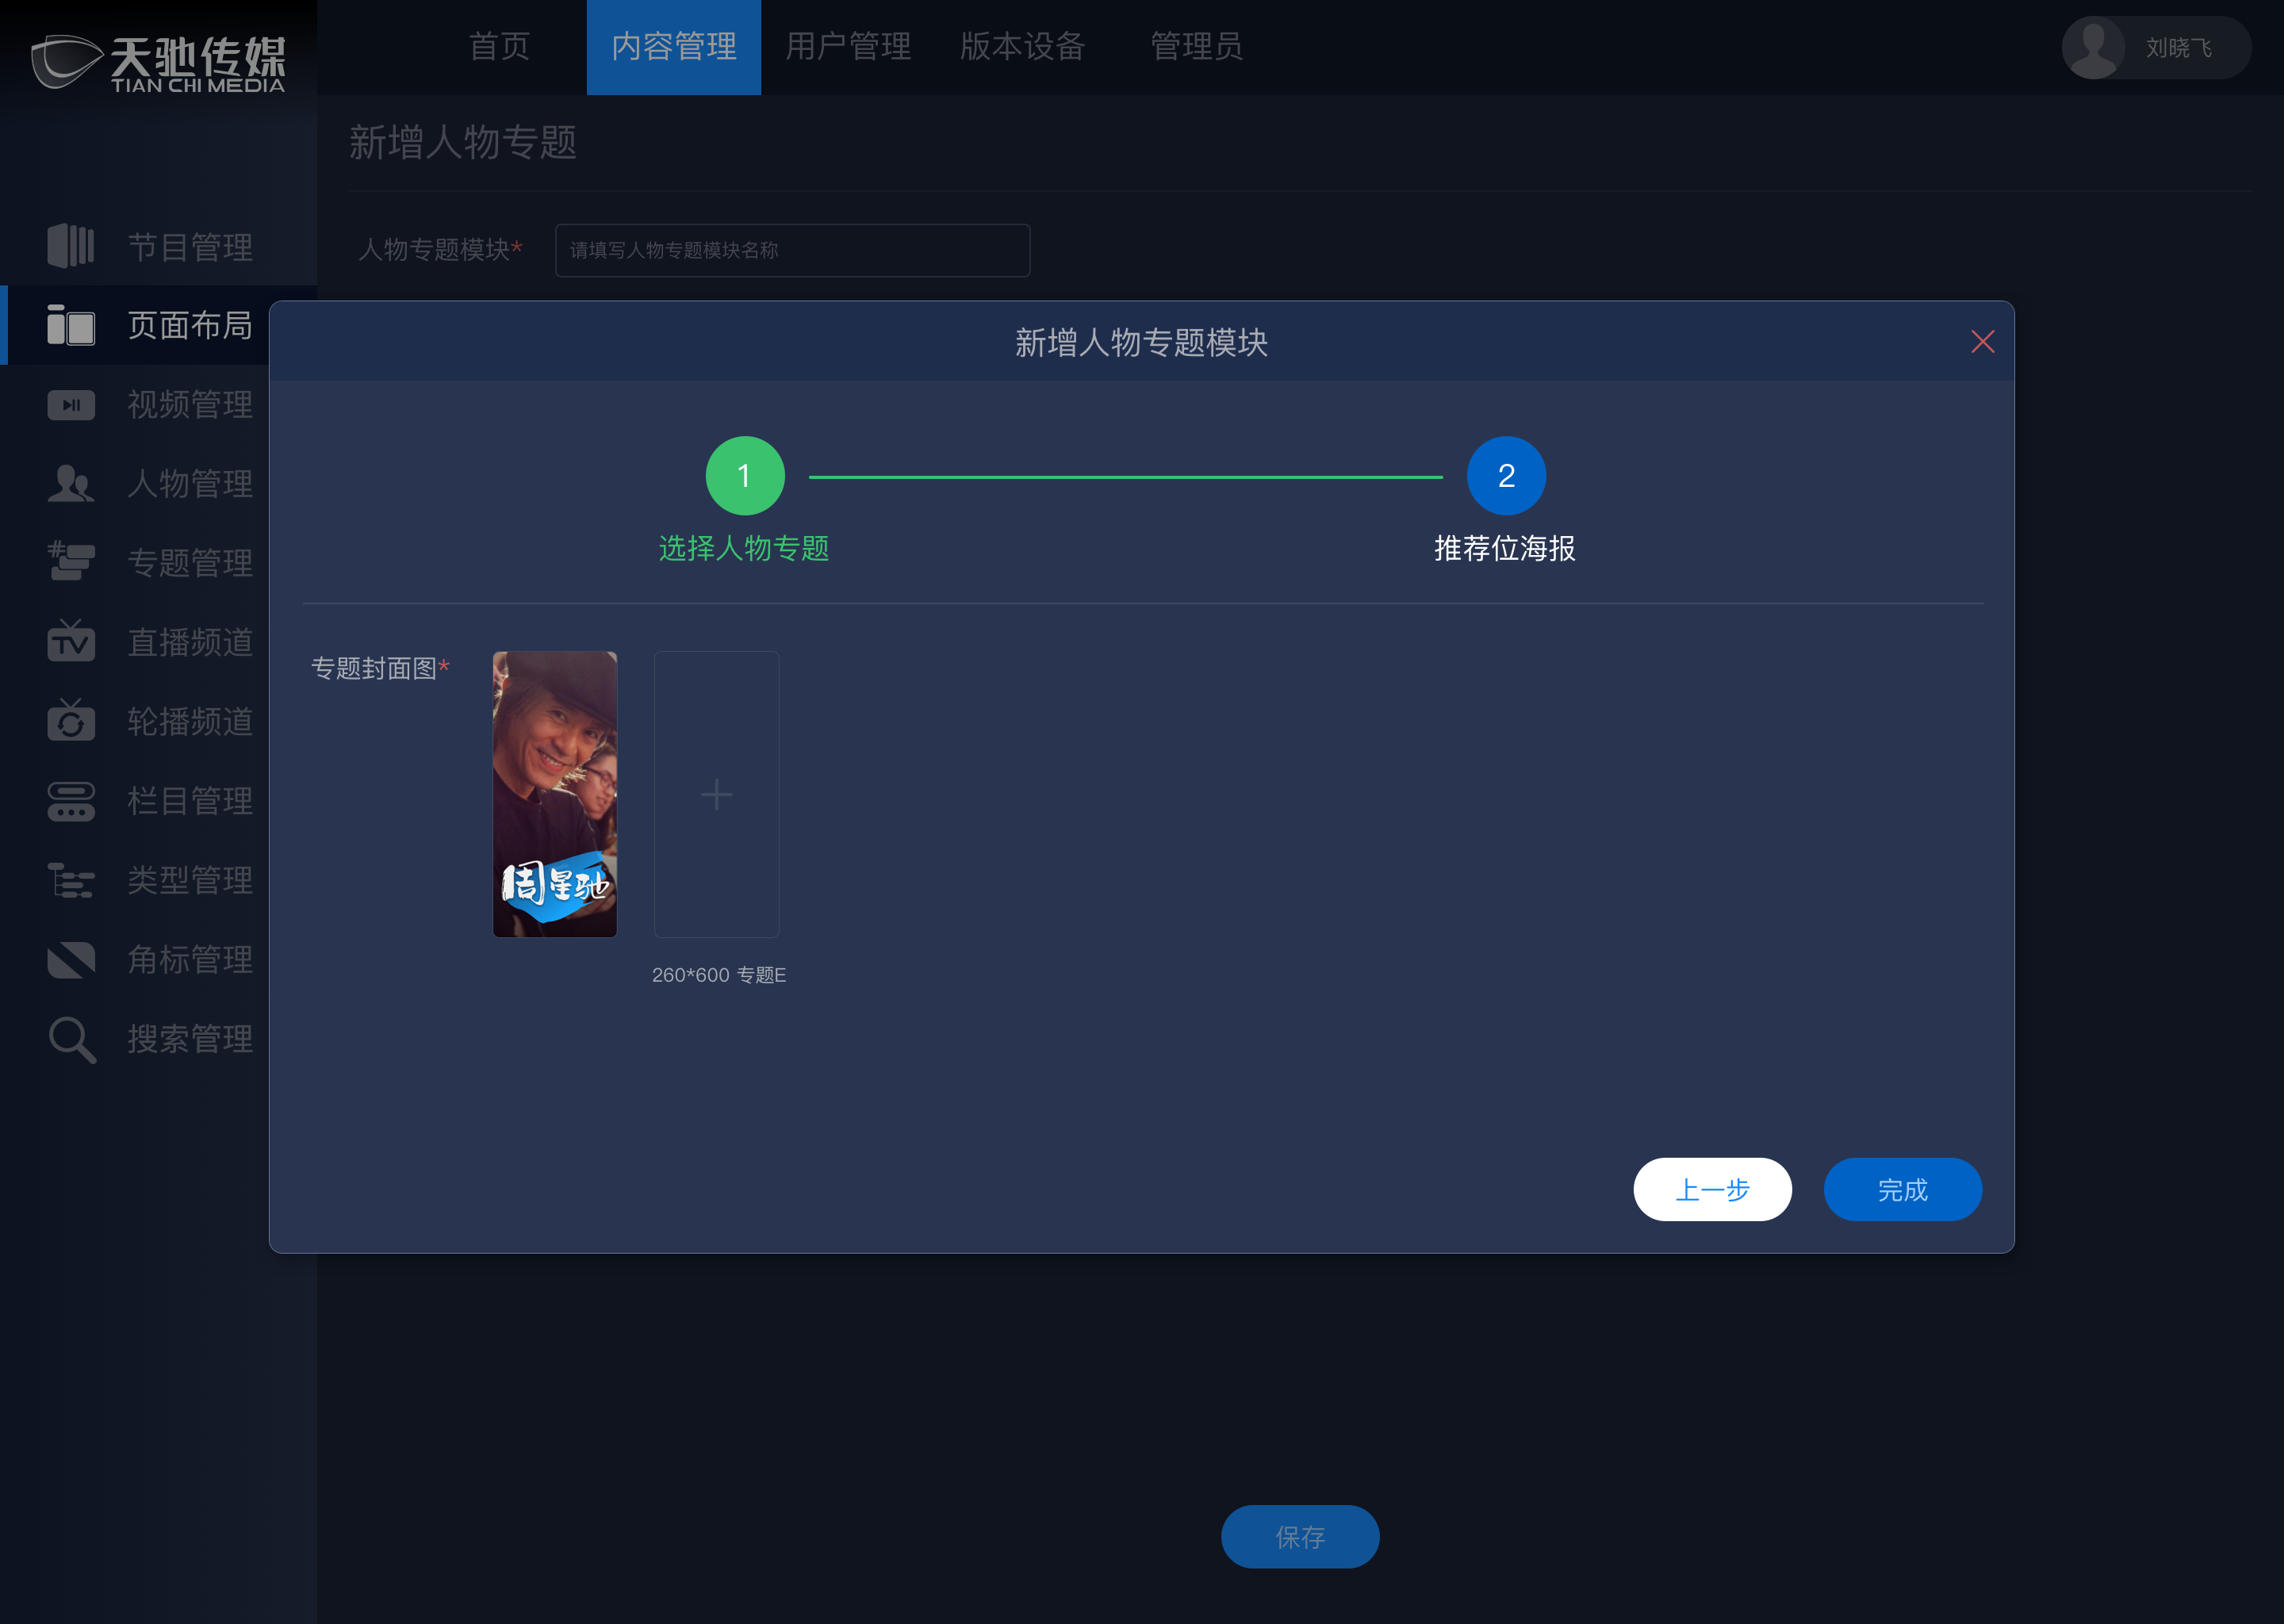 天驰传媒
TIAN CHI MEDIA
首页
内容管理
用户管理
版本设备
管理员
刘晓飞
节目管理
页面布局
视频管理
人物管理
专题管理
TV
直播频道
轮播频道
栏目管理
类型管理
角标管理
搜索管理
新增人物专题
人物专题模块*
请填写人物专题模块名称
新增人物专题模块
1
2
选择人物专题
推荐位海报
专题封面图*
周星驰
260*600 专题E
上一步
完成
保存